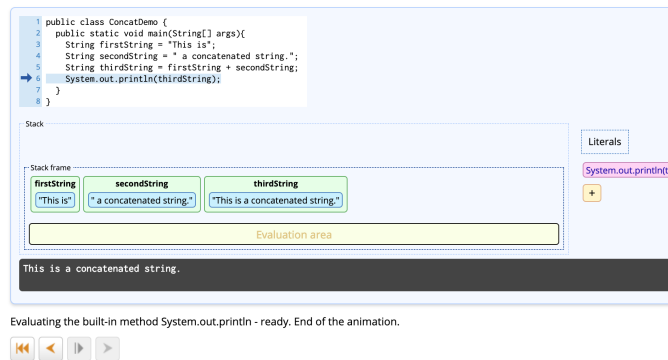 1 public class ConcatDemo {
2 public static void main(String[] args){
3 String firstString = "This is";
4 String secondString = " a concatenated string.";
5 String thirdString = firstString + secondString;
6 System.out.println(thirdString);
7 }
8 }
Stack
Literals
Stack frame
System.out.println(t
firstString secondString thirdString
"This is" " a concatenated string." "This is a concatenated string."
+
Evaluation area
This is a concatenated string.
Evaluating the built-in method System.out.println - ready. End of the animation.